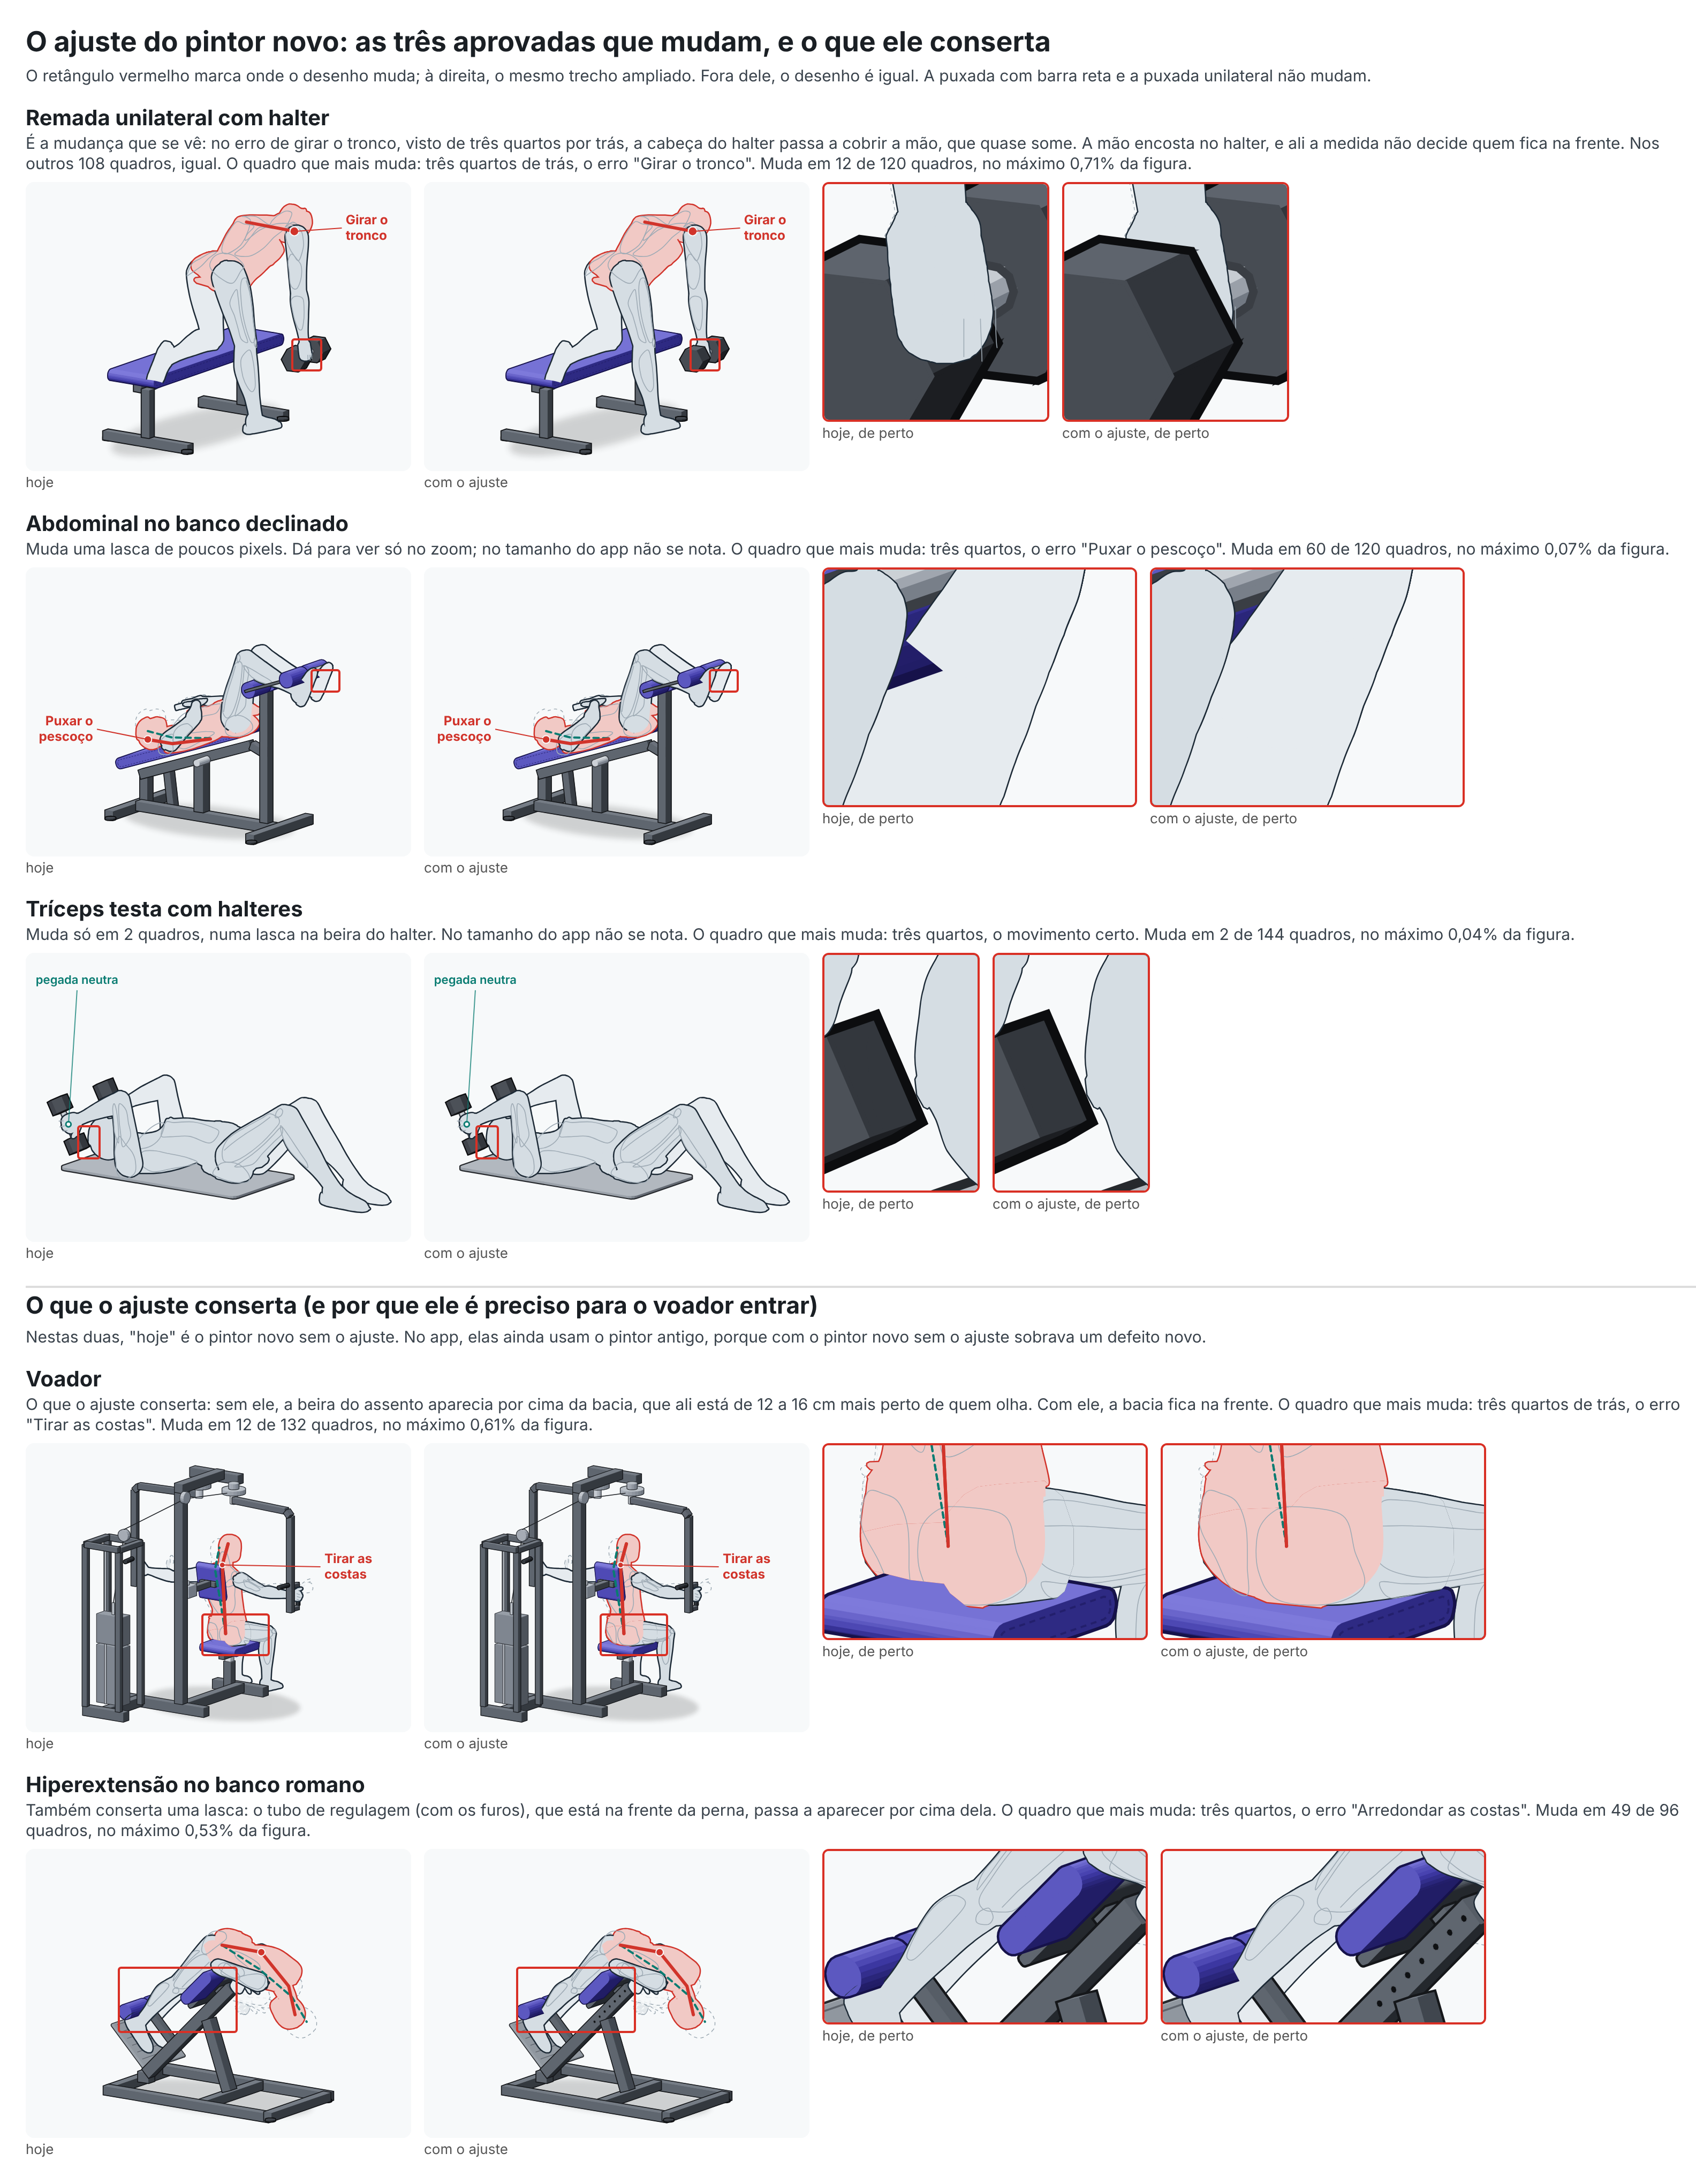 O ajuste do pintor novo: as três aprovadas que mudam, e o que ele conserta
O retângulo vermelho marca onde o desenho muda; à direita, o mesmo trecho ampliado. Fora dele, o desenho é igual. A puxada com barra reta e a puxada unilateral não mudam.
Remada unilateral com halter
É a mudança que se vê: no erro de girar o tronco, visto de três quartos por trás, a cabeça do halter passa a cobrir a mão, que quase some. A mão encosta no halter, e ali a medida não decide quem fica na frente. Nos
outros 108 quadros, igual. O quadro que mais muda: três quartos de trás, o erro "Girar o tronco". Muda em 12 de 120 quadros, no máximo 0,71% da figura.
Girar o
tronco
Girar o
tronco
hoje, de perto
com o ajuste, de perto
hoje
com o ajuste
Abdominal no banco declinado
Muda uma lasca de poucos pixels. Dá para ver só no zoom; no tamanho do app não se nota. O quadro que mais muda: três quartos, o erro "Puxar o pescoço". Muda em 60 de 120 quadros, no máximo 0,07% da figura.
Puxar o
pescoço
Puxar o
pescoço
hoje, de perto
com o ajuste, de perto
hoje
com o ajuste
Tríceps testa com halteres
Muda só em 2 quadros, numa lasca na beira do halter. No tamanho do app não se nota. O quadro que mais muda: três quartos, o movimento certo. Muda em 2 de 144 quadros, no máximo 0,04% da figura.
pegada neutra
pegada neutra
hoje, de perto
com o ajuste, de perto
hoje
com o ajuste
O que o ajuste conserta (e por que ele é preciso para o voador entrar)
Nestas duas, "hoje" é o pintor novo sem o ajuste. No app, elas ainda usam o pintor antigo, porque com o pintor novo sem o ajuste sobrava um defeito novo.
Voador
O que o ajuste conserta: sem ele, a beira do assento aparecia por cima da bacia, que ali está de 12 a 16 cm mais perto de quem olha. Com ele, a bacia fica na frente. O quadro que mais muda: três quartos de trás, o erro
"Tirar as costas". Muda em 12 de 132 quadros, no máximo 0,61% da figura.
Tirar as
costas
Tirar as
costas
hoje, de perto
com o ajuste, de perto
hoje
com o ajuste
Hiperextensão no banco romano
Também conserta uma lasca: o tubo de regulagem (com os furos), que está na frente da perna, passa a aparecer por cima dela. O quadro que mais muda: três quartos, o erro "Arredondar as costas". Muda em 49 de 96
quadros, no máximo 0,53% da figura.
hoje, de perto
com o ajuste, de perto
hoje
com o ajuste